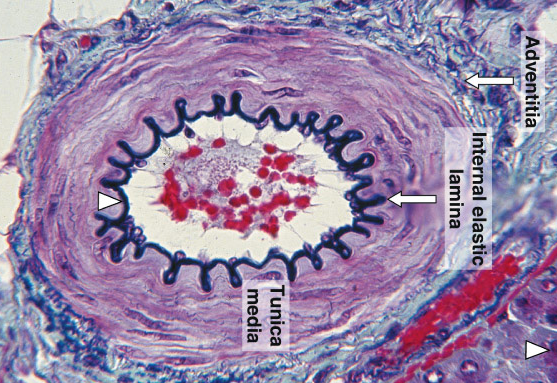 Adventitia
Internal elastic
lamina
Tunica
media